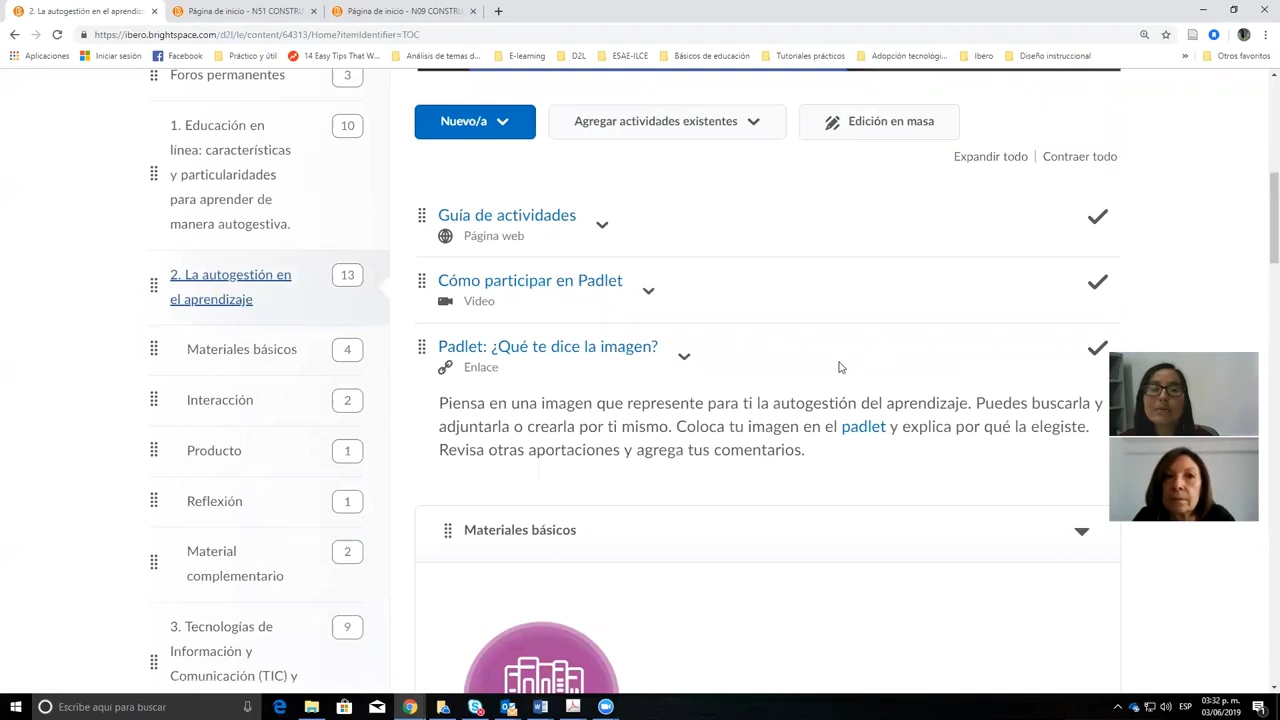 2. La autogestión en el aprendiz
Página de inicio - N51 CONSTRU
Página de inicio - N09 CONSTRU
https://ibero.brightspace.com/d2l/le/content/64313/Home?itemIdentifier=TOC
Aplicaciones
Iniciar sesión
Facebook
Práctico y útil
14 Easy Tips That W...
Análisis de temas d...
E-learning
D2L
ESAE-ILCE
Básicos de educación
Tutoriales prácticos
Adopción tecnológi...
Ibero
Diseño instruccional
»
Otros favoritos
Foros permanentes
3
1. Educación en
línea: características
y particularidades
para aprender de
manera autogestiva.
10
2. La autogestión en
el aprendizaje
13
Materiales básicos
4
Interacción
2
Producto
1
Reflexión
1
Material
complementario
2
3. Tecnologías de
Información y
Comunicación (TIC) y
9
Nuevo/a
Agregar actividades existentes
Edición en masa
Expandir todo | Contraer todo
Guía de actividades
Página web
Cómo participar en Padlet
Video
Padlet: ¿Qué te dice la imagen?
Enlace
Piensa en una imagen que represente para ti la autogestión del aprendizaje. Puedes buscarla y
adjuntarla o crearla por ti mismo. Coloca tu imagen en el padlet y explica por qué la elegiste.
Revisa otras aportaciones y agrega tus comentarios.
Materiales básicos
Escribe aquí para buscar
ESP
03:32 p. m.
03/06/2019